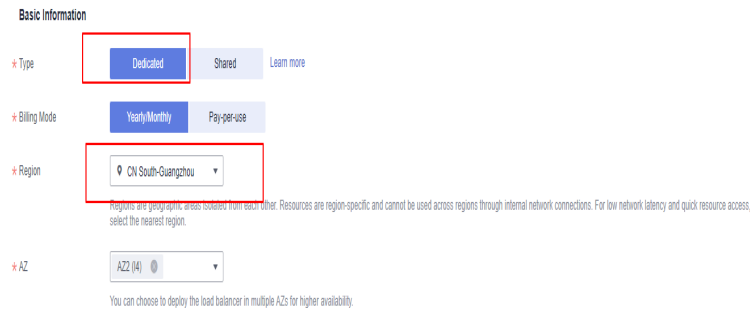 Basic Information
* Type Dedicated Shared Learn more
* Billing Mode Yearly/Monthly Pay-per-use
* Region CN South-Guangzhou
Regions are geographic areas isolated from each other. Resources are region-specific and cannot be used across regions through internal network connections. For low network latency and quick resource access,
select the nearest region.
* AZ AZ2 (I4)
You can choose to deploy the load balancer in multiple AZs for higher availability.